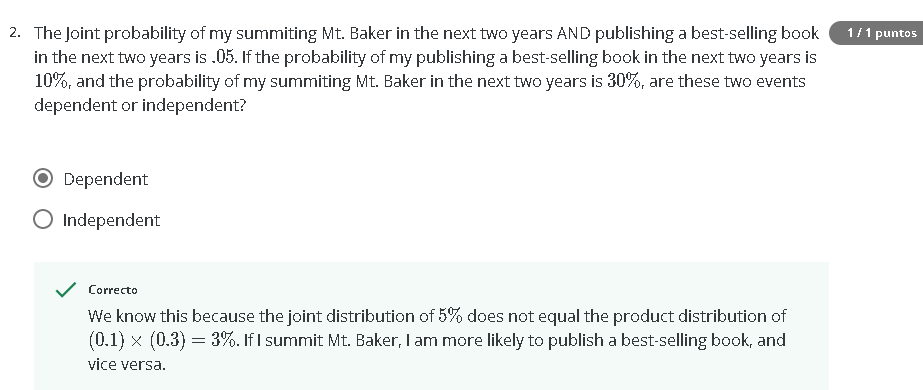 2. The Joint probability of my summiting Mt. Baker in the next two years AND publishing a best-selling book
1 / 1 puntos
in the next two years is .05. If the probability of my publishing a best-selling book in the next two years is
10%, and the probability of my summiting Mt. Baker in the next two years is 30%, are these two events
dependent or independent?
Dependent
Independent
Correcto
We know this because the joint distribution of 5% does not equal the product distribution of
(0.1) × (0.3) = 3%. If I summit Mt. Baker, I am more likely to publish a best-selling book, and
vice versa.